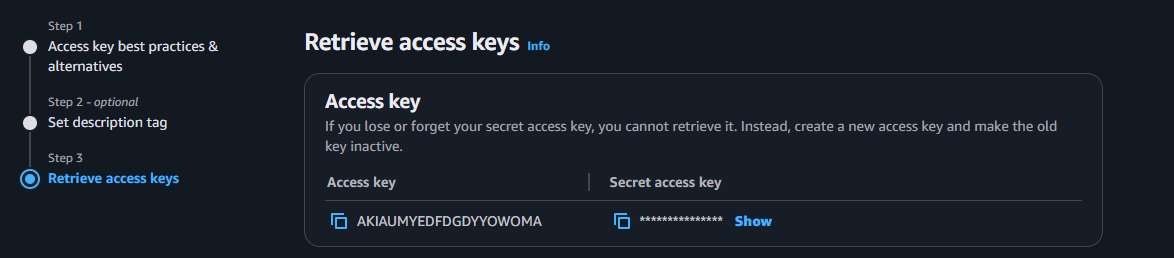 Step 1
Access key best practices &
alternatives
Step 2 - optional
Set description tag
Step 3
Retrieve access keys
Retrieve access keys Info
Access key
If you lose or forget your secret access key, you cannot retrieve it. Instead, create a new access key and make the old
key inactive.
Access key Secret access key
AKIAUMYEDFDGDYYOWOMA *************** Show